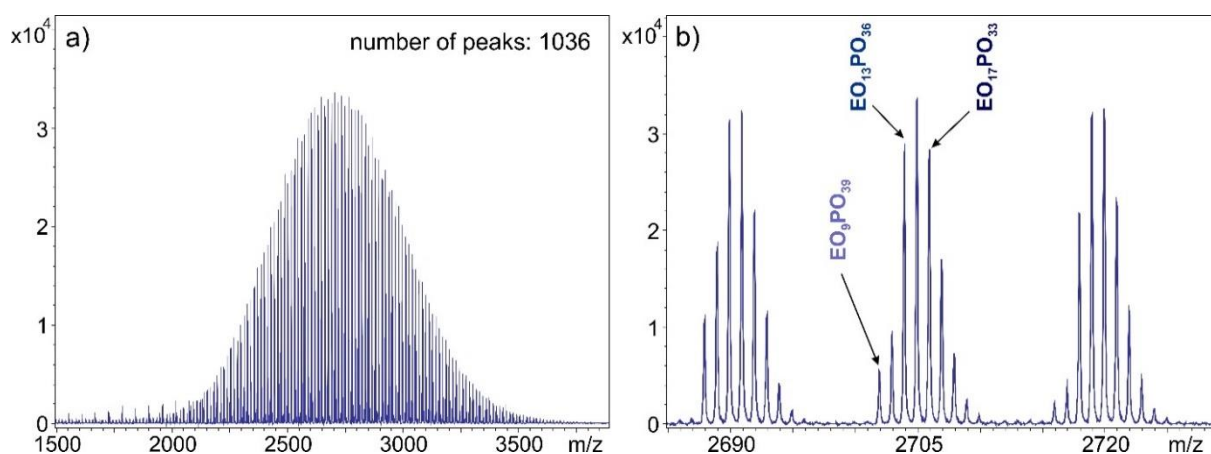 x10⁴ a) number of peaks: 1036
3
2
1
0
1500 2000 2500 3000 3500 m/z
x10⁴ b)
EO₁₃PO₃₆
EO₁₇PO₃₃
EO₉PO₃₉
3
2
1
0
2690 2705 2720 m/z